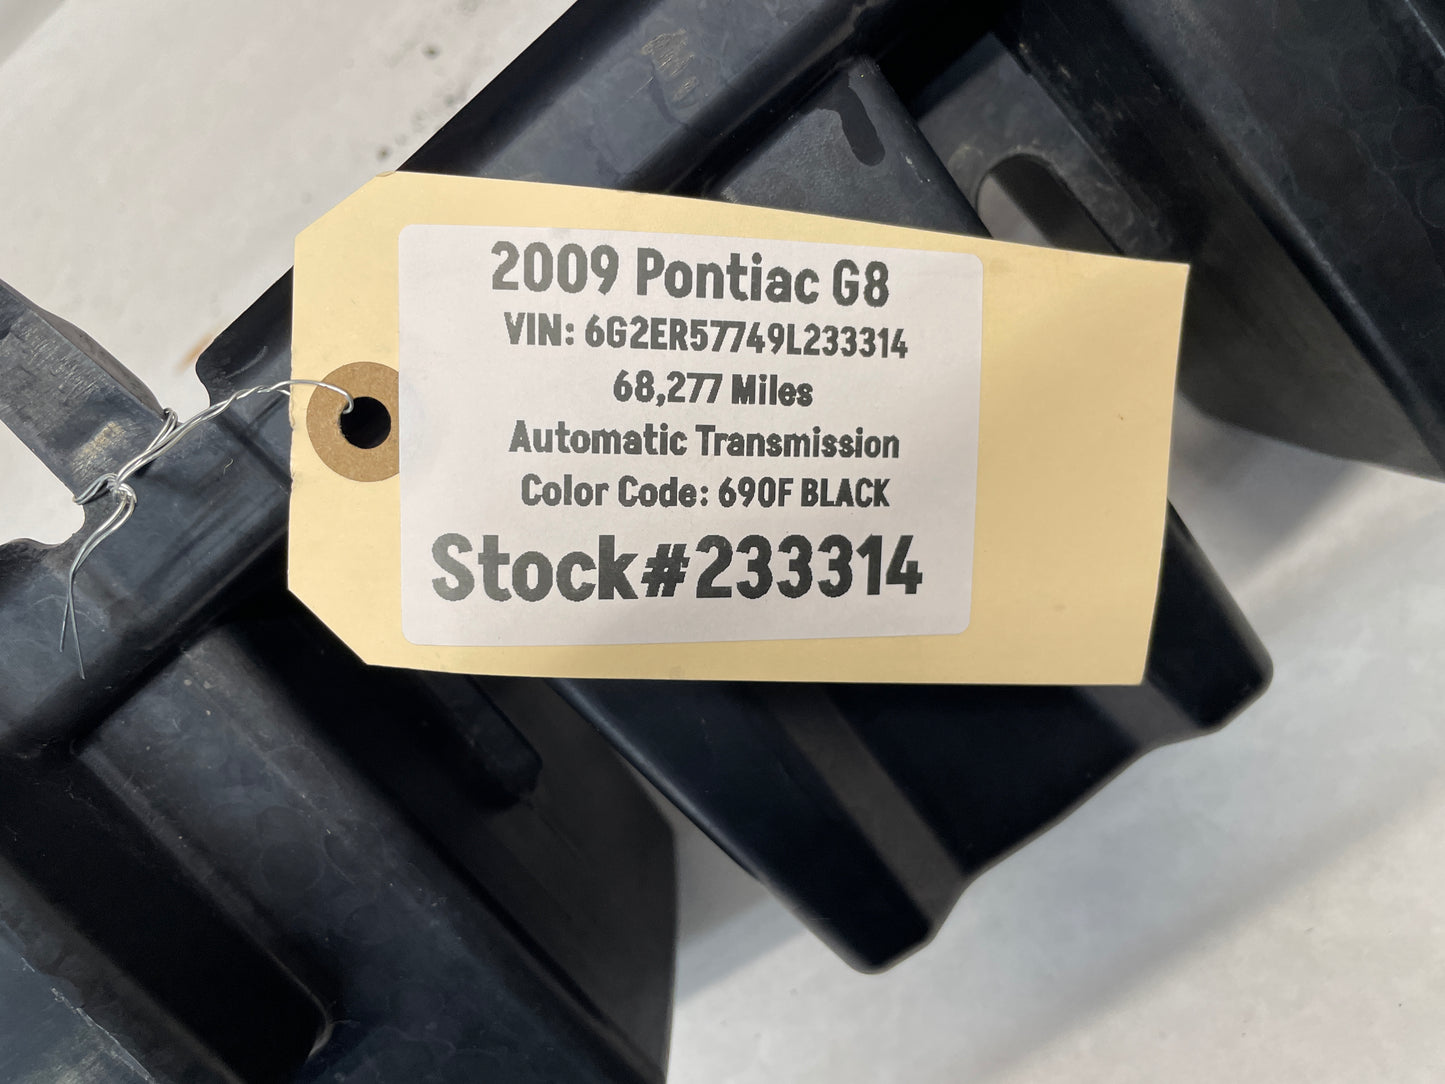 2009 Pontiac G8
VIN: 6G2ER57749L233314
68,277 Miles
Automatic Transmission
Color Code: 690F BLACK
Stock#233314